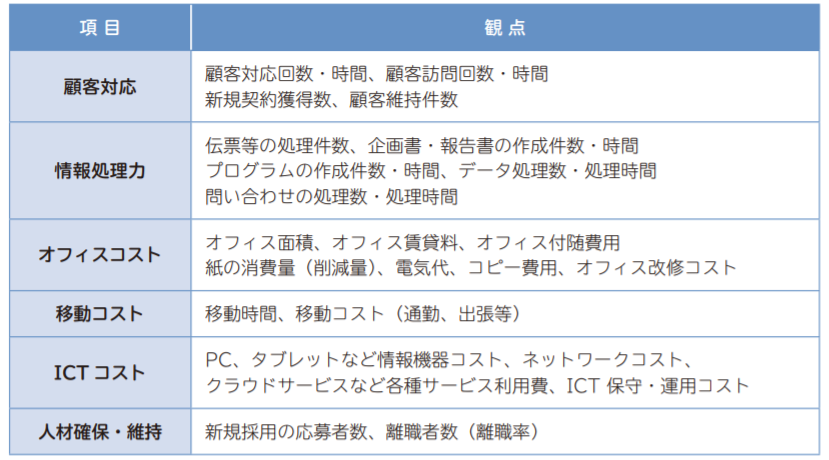 項目 観点
顧客対応
顧客対応回数・時間、顧客訪問回数・時間
新規契約獲得数、顧客維持件数
情報処理力
伝票等の処理件数、企画書・報告書の作成件数・時間
プログラムの作成件数・時間、データ処理数・処理時間
問い合わせの処理数・処理時間
オフィスコスト
オフィス面積、オフィス賃貸料、オフィス付随費用
紙の消費量（削減量）、電気代、コピー費用、オフィス改修コスト
移動コスト
移動時間、移動コスト（通勤、出張等）
ICT コスト
PC、タブレットなど情報機器コスト、ネットワークコスト、
クラウドサービスなど各種サービス利用費、ICT 保守・運用コスト
人材確保・維持
新規採用の応募者数、離職者数（離職率）